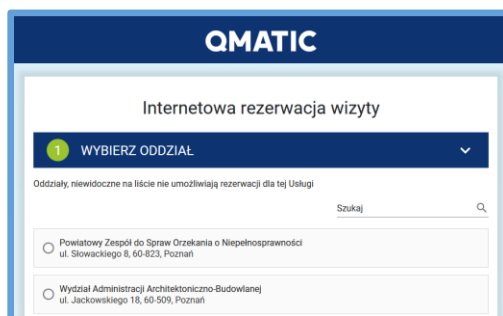 QMATIC
Internetowa rezerwacja wizyty
1 WYBIERZ ODDZIAŁ
Oddziały, niewidoczne na liście nie umożliwiają rezerwacji dla tej Usługi
Szukaj
Powiatowy Zespół do Spraw Orzekania o Niepełnosprawności
ul. Słowackiego 8, 60-823, Poznań
Wydział Administracji Architektoniczno-Budowlanej
ul. Jackowskiego 18, 60-509, Poznań